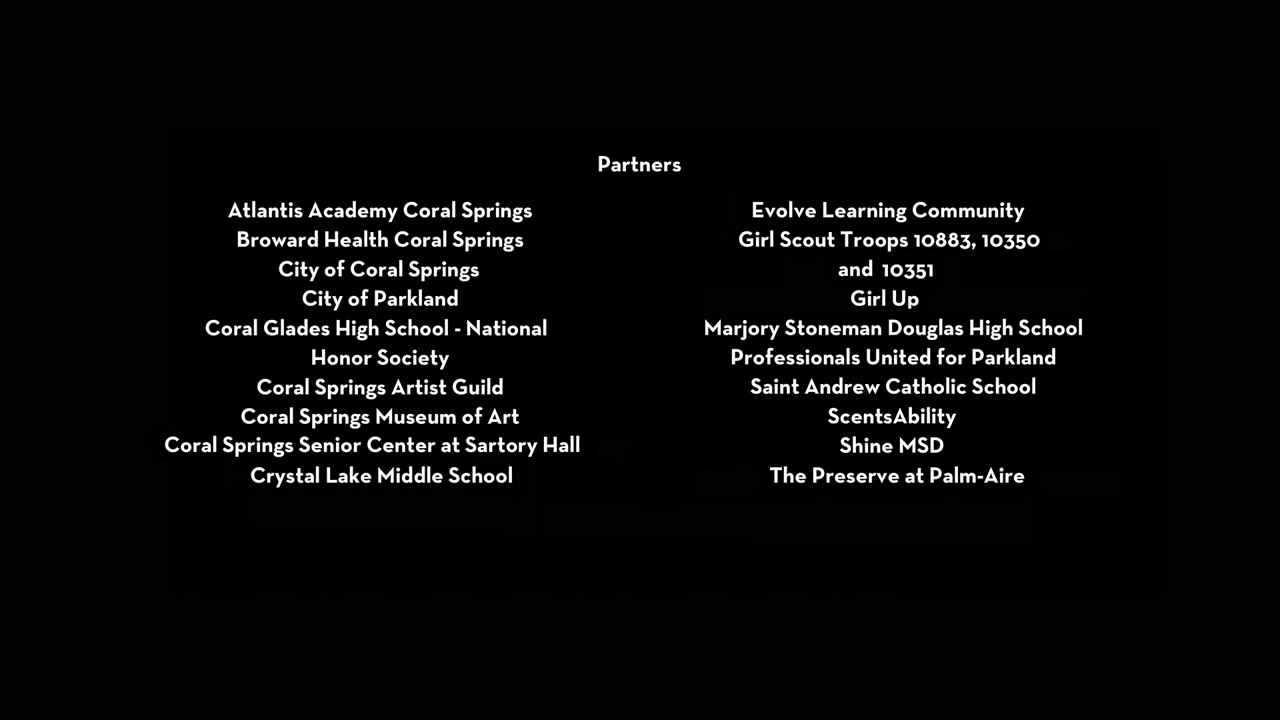 Partners
Atlantis Academy Coral Springs
Broward Health Coral Springs
City of Coral Springs
City of Parkland
Coral Glades High School - National
Honor Society
Coral Springs Artist Guild
Coral Springs Museum of Art
Coral Springs Senior Center at Sartory Hall
Crystal Lake Middle School
Evolve Learning Community
Girl Scout Troops 10883, 10350
and 10351
Girl Up
Marjory Stoneman Douglas High School
Professionals United for Parkland
Saint Andrew Catholic School
ScentsAbility
Shine MSD
The Preserve at Palm-Aire